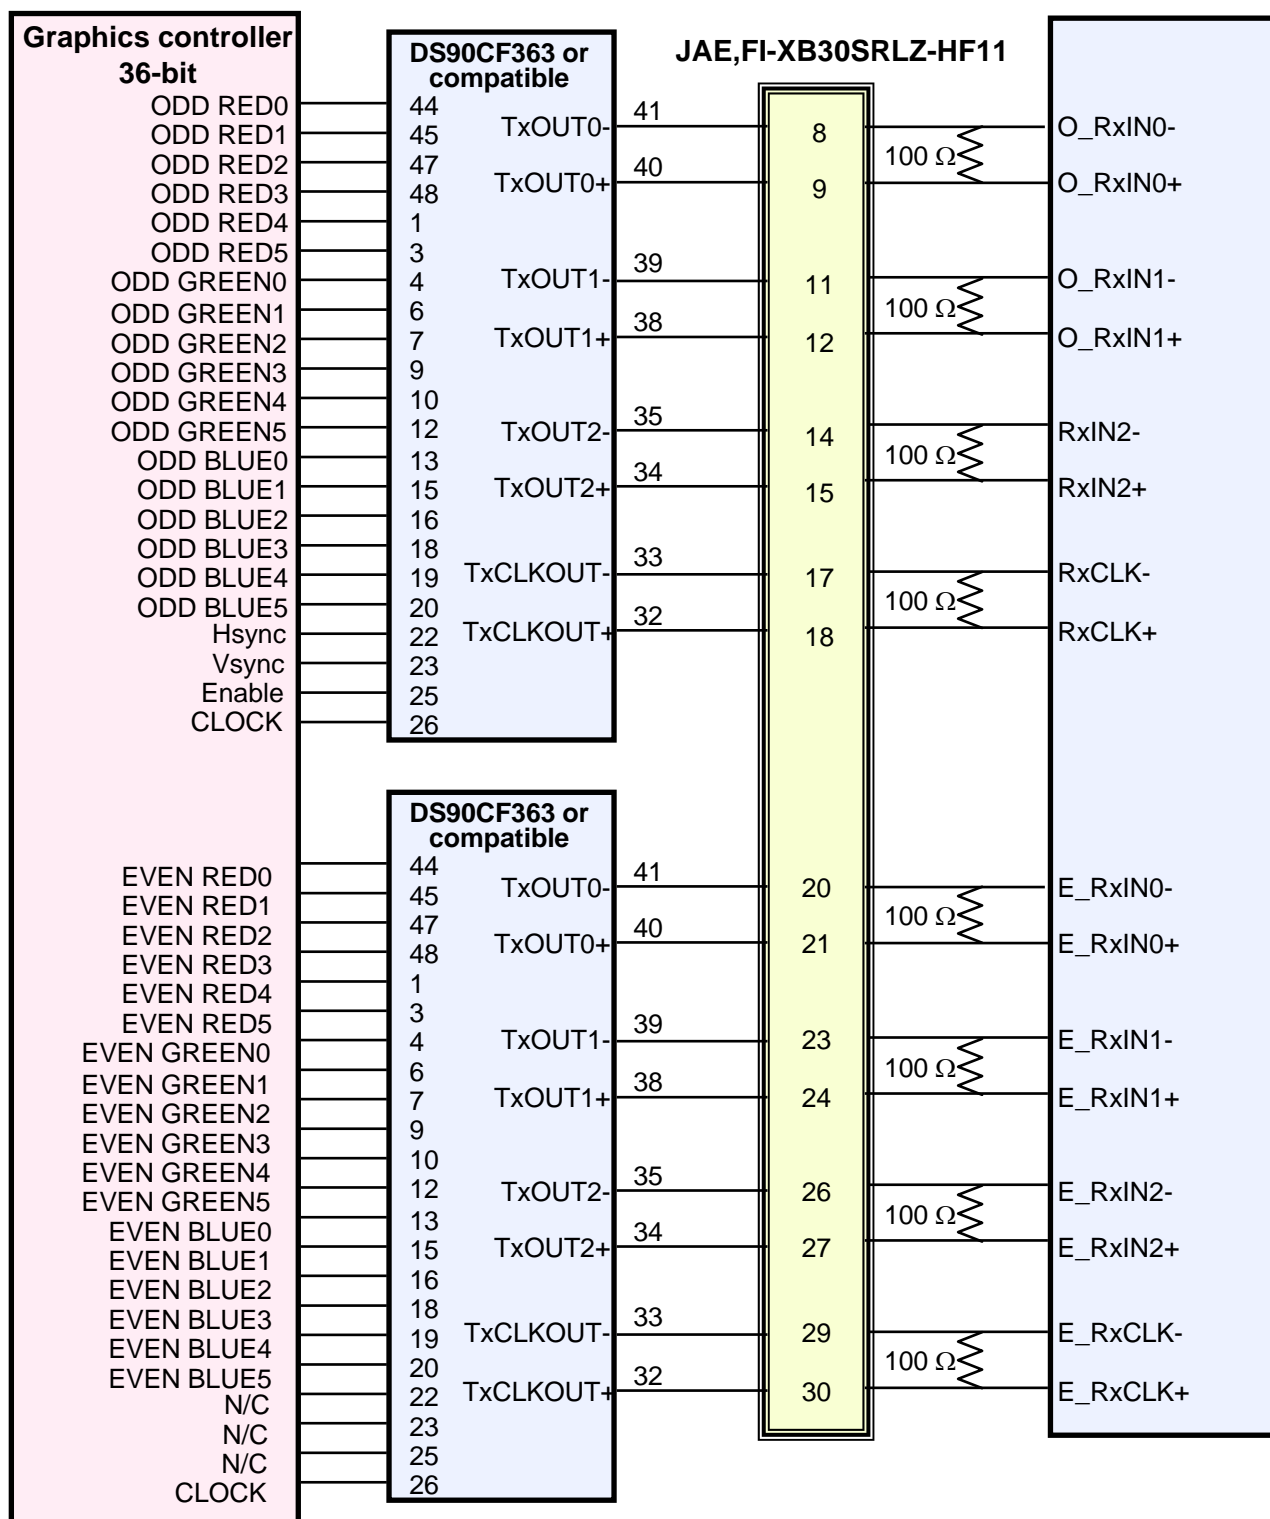 Graphics controller
36-bit
ODD RED0
ODD RED1
ODD RED2
ODD RED3
ODD RED4
ODD RED5
ODD GREEN0
ODD GREEN1
ODD GREEN2
ODD GREEN3
ODD GREEN4
ODD GREEN5
ODD BLUE0
ODD BLUE1
ODD BLUE2
ODD BLUE3
ODD BLUE4
ODD BLUE5
Hsync
Vsync
Enable
CLOCK
EVEN RED0
EVEN RED1
EVEN RED2
EVEN RED3
EVEN RED4
EVEN RED5
EVEN GREEN0
EVEN GREEN1
EVEN GREEN2
EVEN GREEN3
EVEN GREEN4
EVEN GREEN5
EVEN BLUE0
EVEN BLUE1
EVEN BLUE2
EVEN BLUE3
EVEN BLUE4
EVEN BLUE5
N/C
N/C
N/C
CLOCK
DS90CF363 or
compatible
44
45
47
48
1
3
4
6
7
9
10
12
13
15
16
18
19
20
22
23
25
26
TxOUT0-
TxOUT0+
TxOUT1-
TxOUT1+
TxOUT2-
TxOUT2+
TxCLKOUT-
TxCLKOUT+
41
40
39
38
35
34
33
32
DS90CF363 or
compatible
44
45
47
48
1
3
4
6
7
9
10
12
13
15
16
18
19
20
22
23
25
26
TxOUT0-
TxOUT0+
TxOUT1-
TxOUT1+
TxOUT2-
TxOUT2+
TxCLKOUT-
TxCLKOUT+
41
40
39
38
35
34
33
32
JAE,FI-XB30SRLZ-HF11
8
9
11
12
14
15
17
18
20
21
23
24
26
27
29
30
100 Ω
100 Ω
100 Ω
100 Ω
100 Ω
100 Ω
100 Ω
100 Ω
O_RxIN0-
O_RxIN0+
O_RxIN1-
O_RxIN1+
RxIN2-
RxIN2+
RxCLK-
RxCLK+
E_RxIN0-
E_RxIN0+
E_RxIN1-
E_RxIN1+
E_RxIN2-
E_RxIN2+
E_RxCLK-
E_RxCLK+